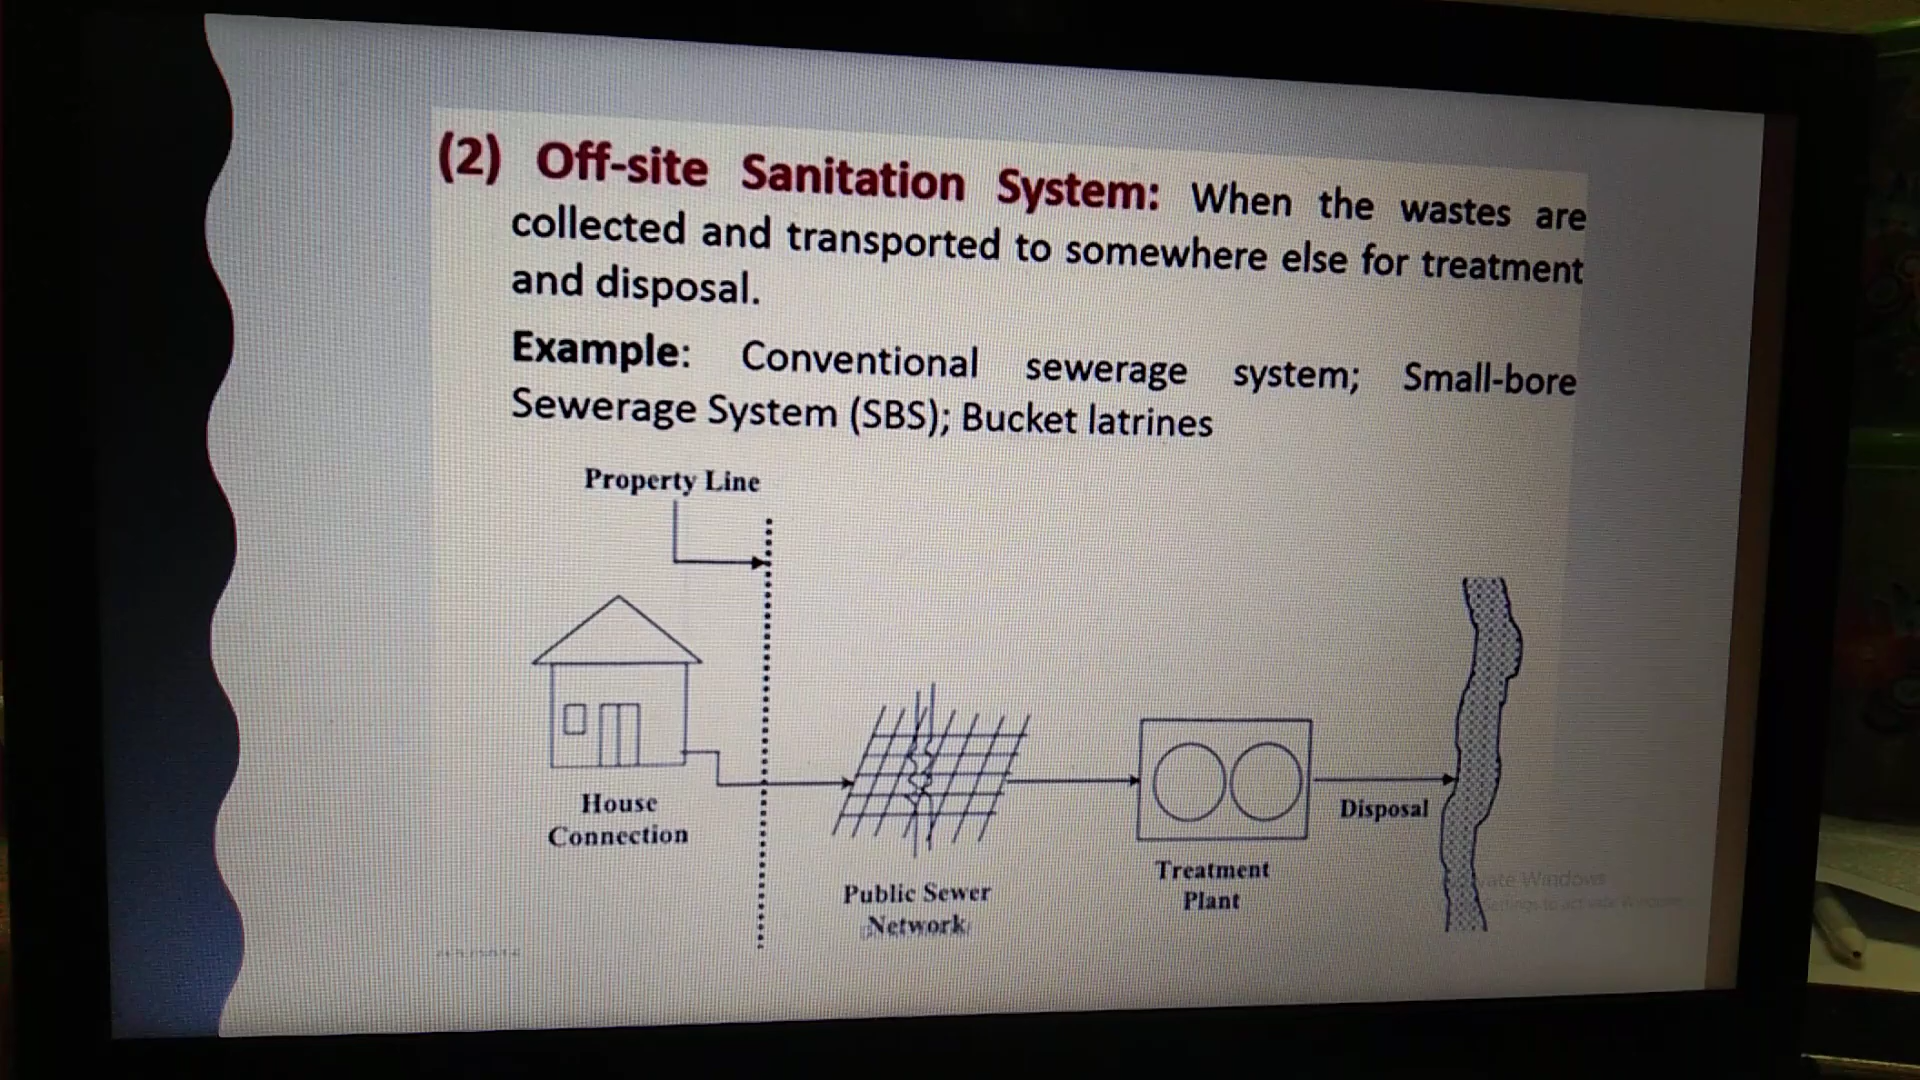 (2) Off-site Sanitation System: When the wastes are
collected and transported to somewhere else for treatment
and disposal.
Example: Conventional sewerage system; Small-bore
Sewerage System (SBS); Bucket latrines
Property Line
House
Connection
Public Sewer
Network
Treatment
Plant
Disposal
Windows